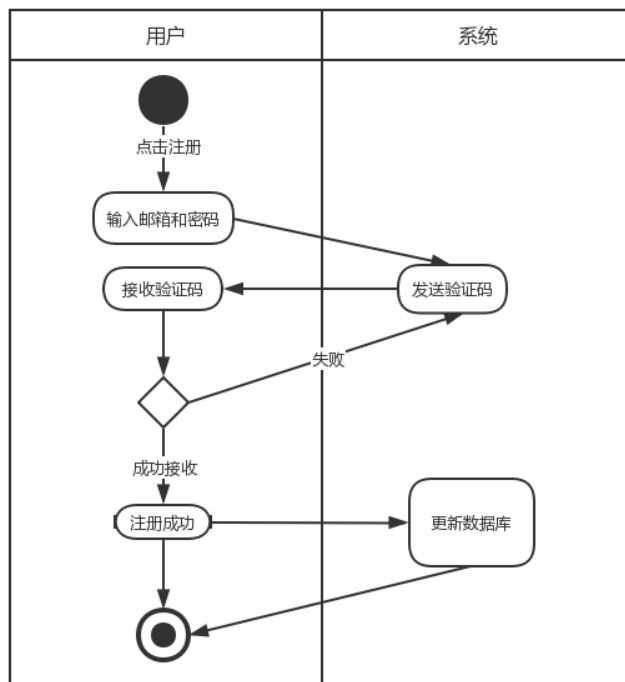 用户
系统
点击注册
输入邮箱和密码
接收验证码
发送验证码
失败
成功接收
注册成功
更新数据库